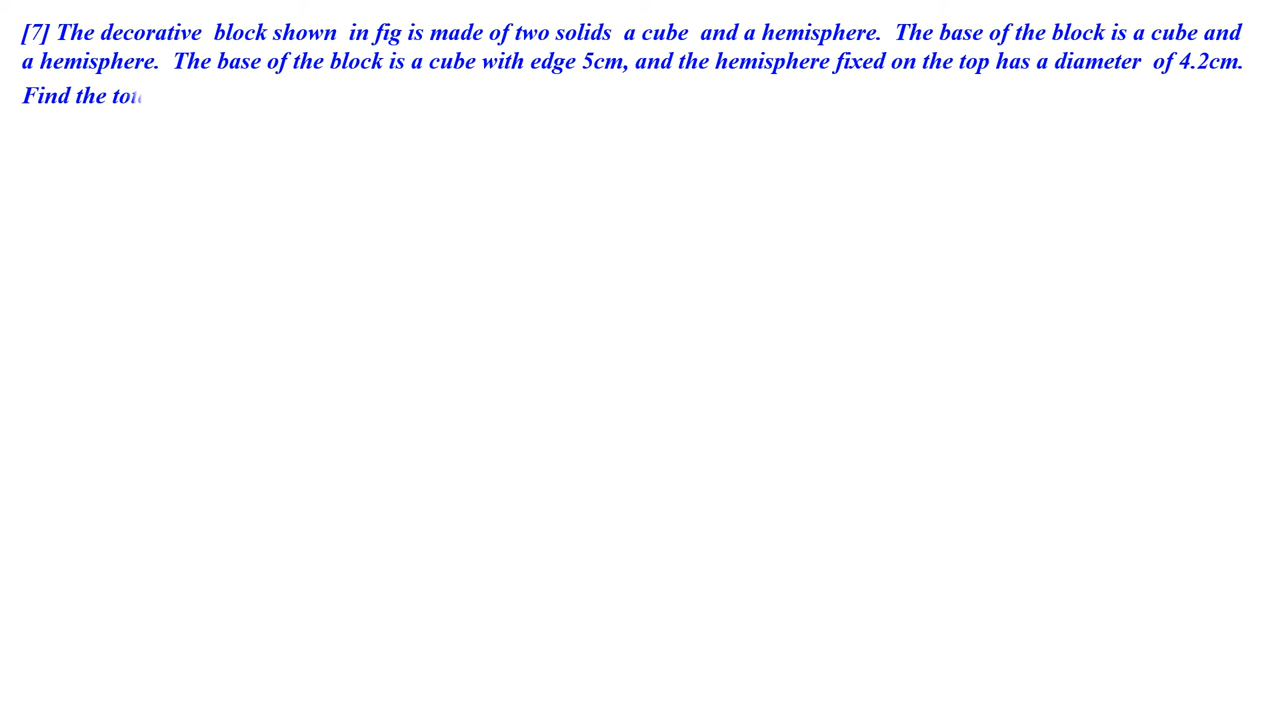 [7] The decorative block shown in fig is made of two solids a cube and a hemisphere. The base of the block is a cube and
a hemisphere. The base of the block is a cube with edge 5cm, and the hemisphere fixed on the top has a diameter of 4.2cm.
Find the